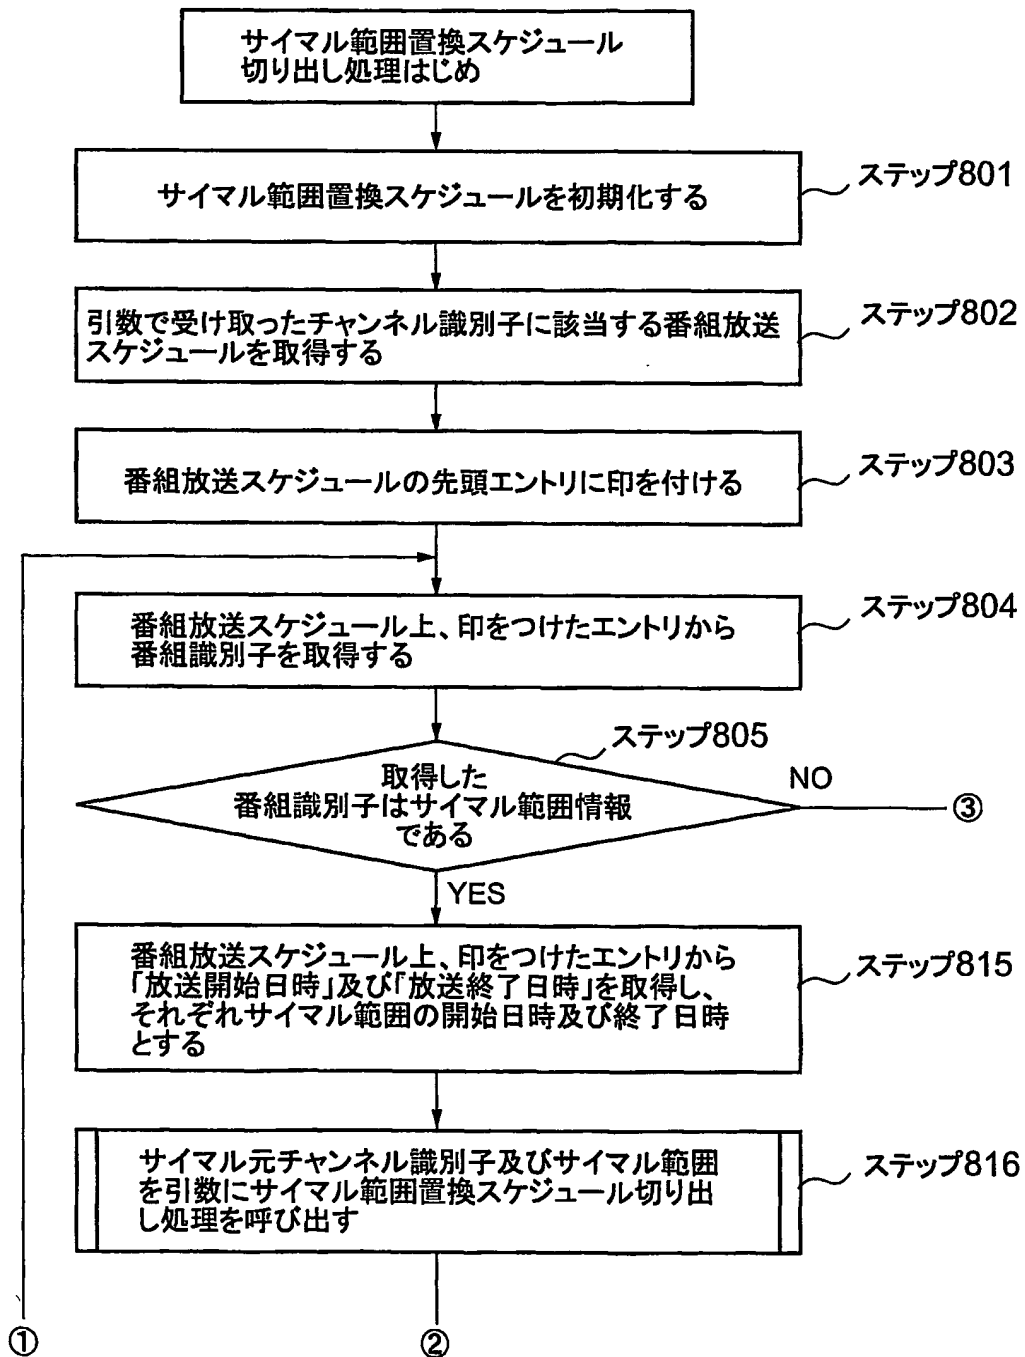 サイマル範囲置換スケジュール
切り出し処理はじめ
サイマル範囲置換スケジュールを初期化する
ステップ801
引数で受け取ったチャンネル識別子に該当する番組放送
スケジュールを取得する
ステップ802
番組放送スケジュールの先頭エントリに印を付ける
ステップ803
番組放送スケジュール上、印をつけたエントリから
番組識別子を取得する
ステップ804
ステップ805
取得した
番組識別子はサイマル範囲情報
である
NO
③
YES
番組放送スケジュール上、印をつけたエントリから
「放送開始日時」及び「放送終了日時」を取得し、
それぞれサイマル範囲の開始日時及び終了日時
とする
ステップ815
サイマル元チャンネル識別子及びサイマル範囲
を引数にサイマル範囲置換スケジュール切り出
し処理を呼び出す
ステップ816
①
②